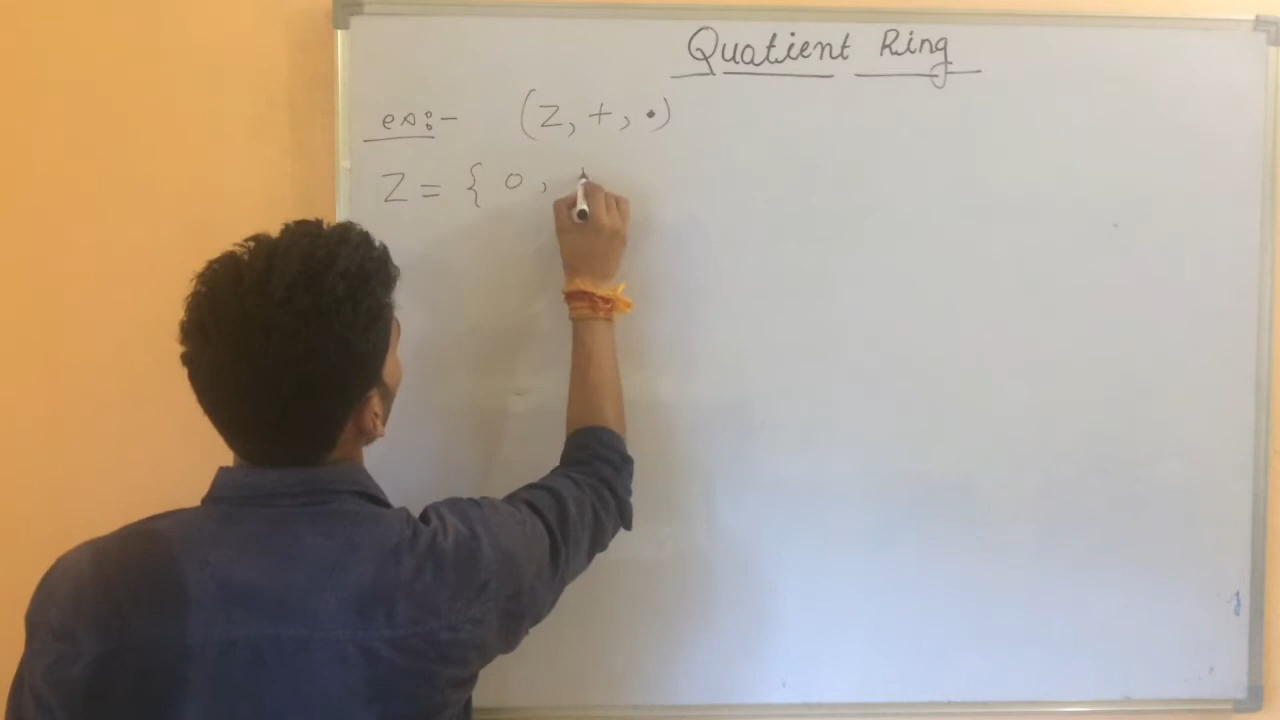 Quatient Ring
ex:- (Z, +, •)
Z = { 0,